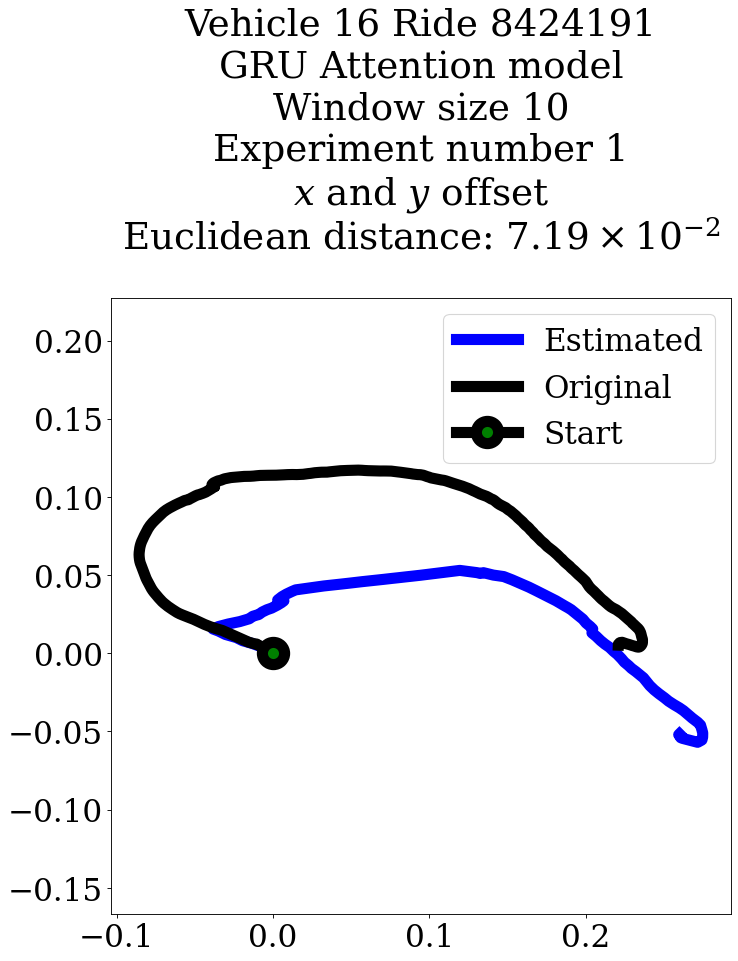 Vehicle 16 Ride 8424191
GRU Attention model
Window size 10
Experiment number 1
x and y offset
Euclidean distance: 7.19 × 10⁻²
Estimated
Original
Start
0.20
0.15
0.10
0.05
0.00
−0.05
−0.10
−0.15
−0.1 0.0 0.1 0.2